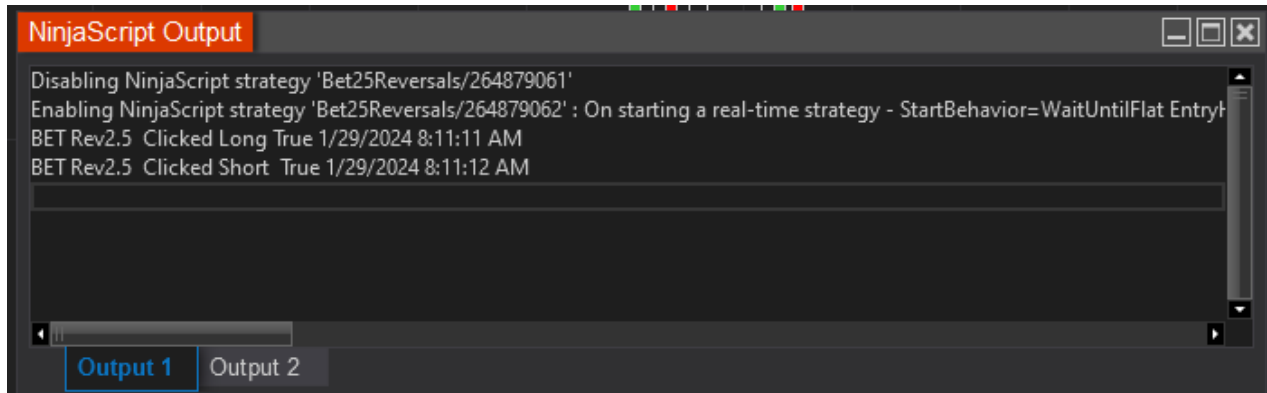 NinjaScript Output
Disabling NinjaScript strategy 'Bet25Reversals/264879061'
Enabling NinjaScript strategy 'Bet25Reversals/264879062' : On starting a real-time strategy - StartBehavior=WaitUntilFlat
BET Rev2.5 Clicked Long True 1/29/2024 8:11:11 AM
BET Rev2.5 Clicked Short True 1/29/2024 8:11:12 AM
Output 1 Output 2